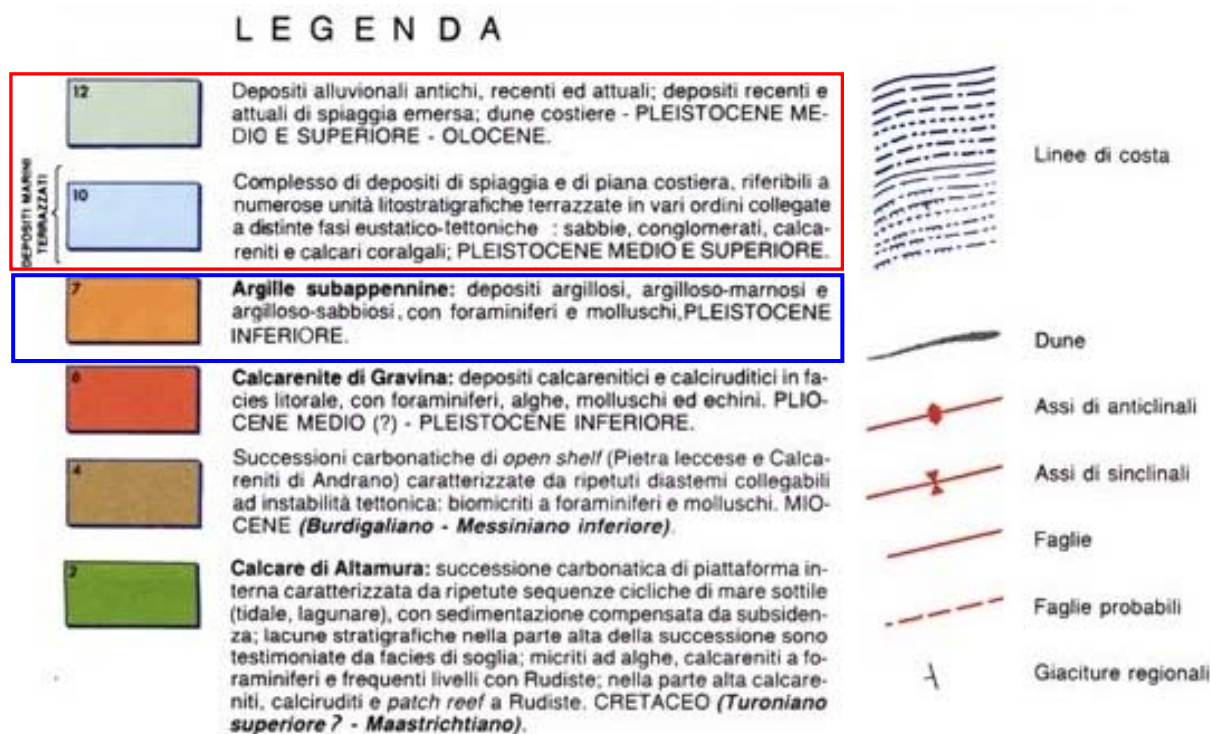 LEGENDA
12
Depositi alluvionali antichi, recenti ed attuali; depositi recenti e
attuali di spiaggia emersa; dune costiere - PLEISTOCENE ME-
DIO E SUPERIORE - OLOCENE.
DEPOSITI MARINI
TERRAZZATI
10
Complesso di depositi di spiaggia e di piana costiera, riferibili a
numerose unità litostratigrafiche terrazzate in vari ordini collegate
a distinte fasi eustatico-tettoniche : sabbie, conglomerati, calca-
reniti e calcari coralgali; PLEISTOCENE MEDIO E SUPERIORE.
7
Argille subappennine: depositi argillosi, argilloso-marnosi e
argilloso-sabbiosi, con foraminiferi e molluschi,PLEISTOCENE
INFERIORE.
6
Calcarenite di Gravina: depositi calcarenitici e calciruditici in fa-
cies litorale, con foraminiferi, alghe, molluschi ed echini. PLIO-
CENE MEDIO (?) - PLEISTOCENE INFERIORE.
4
Successioni carbonatiche di open shelf (Pietra leccese e Calca-
reniti di Andrano) caratterizzate da ripetuti diastemi collegabili
ad instabilità tettonica: biomicriti a foraminiferi e molluschi. MIO-
CENE (Burdigaliano - Messiniano inferiore).
2
Calcare di Altamura: successione carbonatica di piattaforma in-
terna caratterizzata da ripetute sequenze cicliche di mare sottile
(tidale, lagunare), con sedimentazione compensata da subsiden-
za; lacune stratigrafiche nella parte alta della successione sono
testimoniate da facies di soglia; micriti ad alghe, calcareniti a fo-
raminiferi e frequenti livelli con Rudiste; nella parte alta calcare-
niti, calciruditi e patch reef a Rudiste. CRETACEO (Turoniano
superiore ? - Maastrichtiano).
Linee di costa
Dune
Assi di anticlinali
Assi di sinclinali
Faglie
Faglie probabili
Giaciture regionali